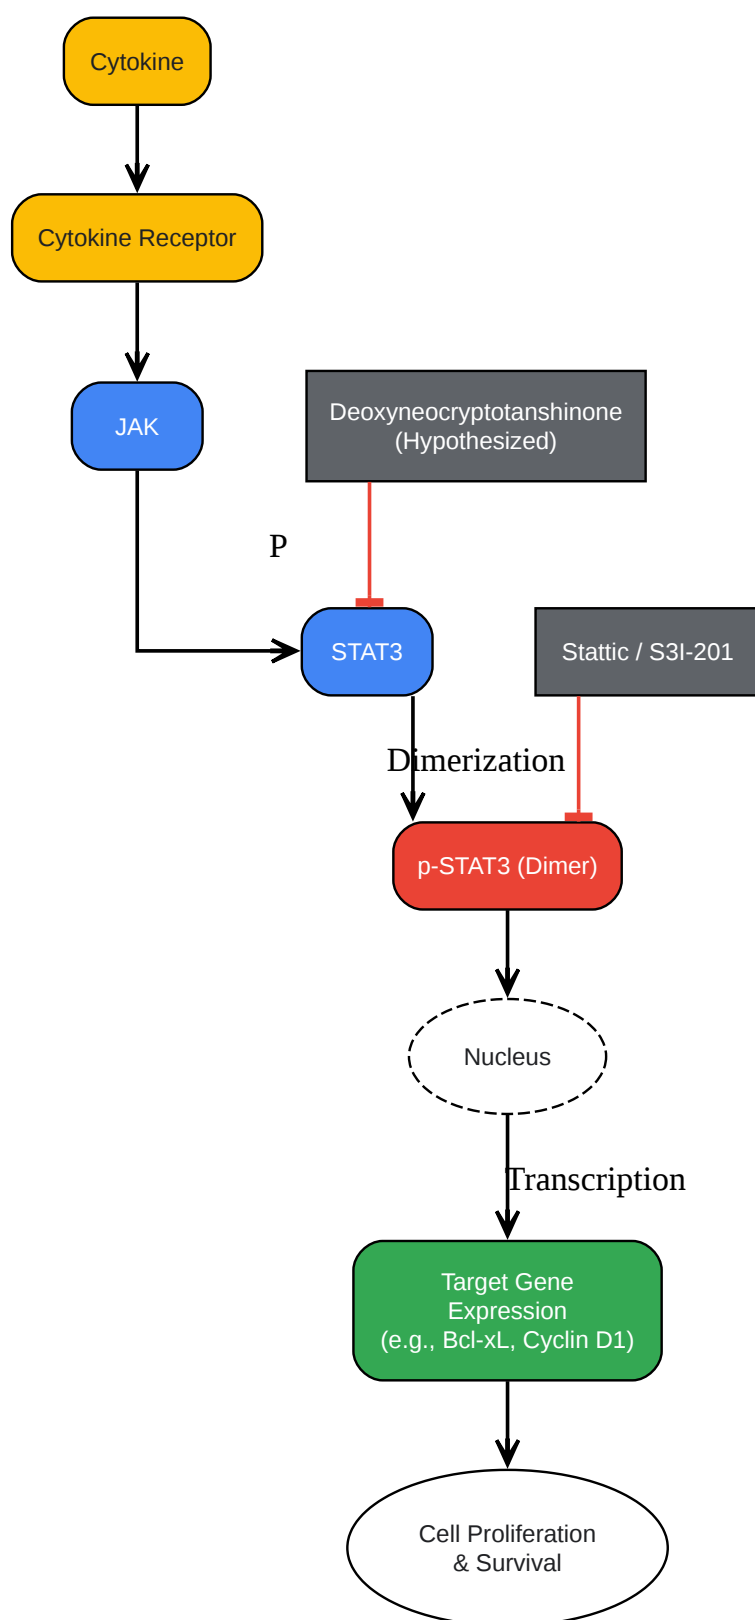 Cytokine
Cytokine Receptor
JAK
Deoxyneocryptotanshinone
(Hypothesized)
P
STAT3
Stattic / S3I-201
Dimerization
p-STAT3 (Dimer)
Nucleus
Transcription
Target Gene
Expression
(e.g., Bcl-xL, Cyclin D1)
Cell Proliferation
& Survival